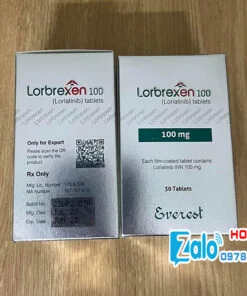 Lorbrexen 100
(Lorlatinib) tablets
Only for Export
Please scan the QR
code to verify the
product
Rx Only
Mfg. Lic. Number
MA Number
Batch No.
Mfg. Date
Exp. Date
Lorbrexen 100
(Lorlatinib) tablets
100 mg
Each film-coated tablet contains
Lorlatinib INN 100 mg
30 Tablets
Everest
Zalo
HO
0978